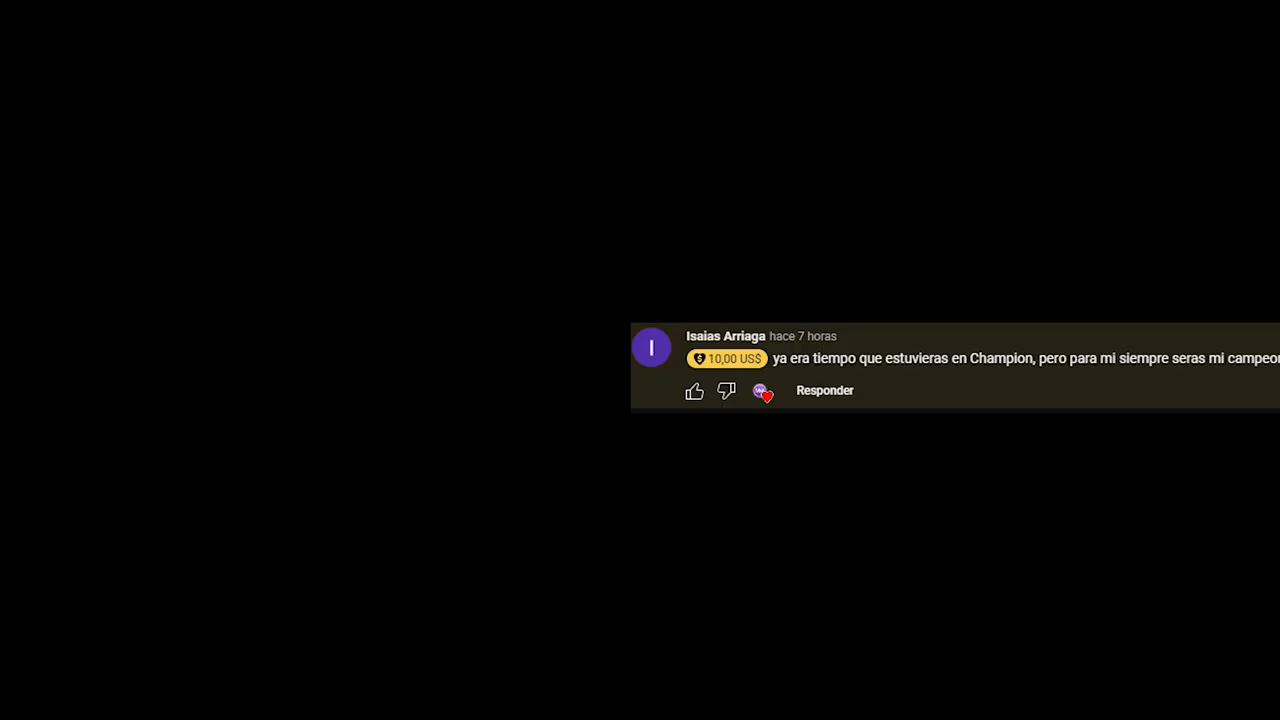 Isaias Arriaga hace 7 horas
10,00 US$ ya era tiempo que estuvieras en Champion, pero para mi siempre seras mi campeon
Responder